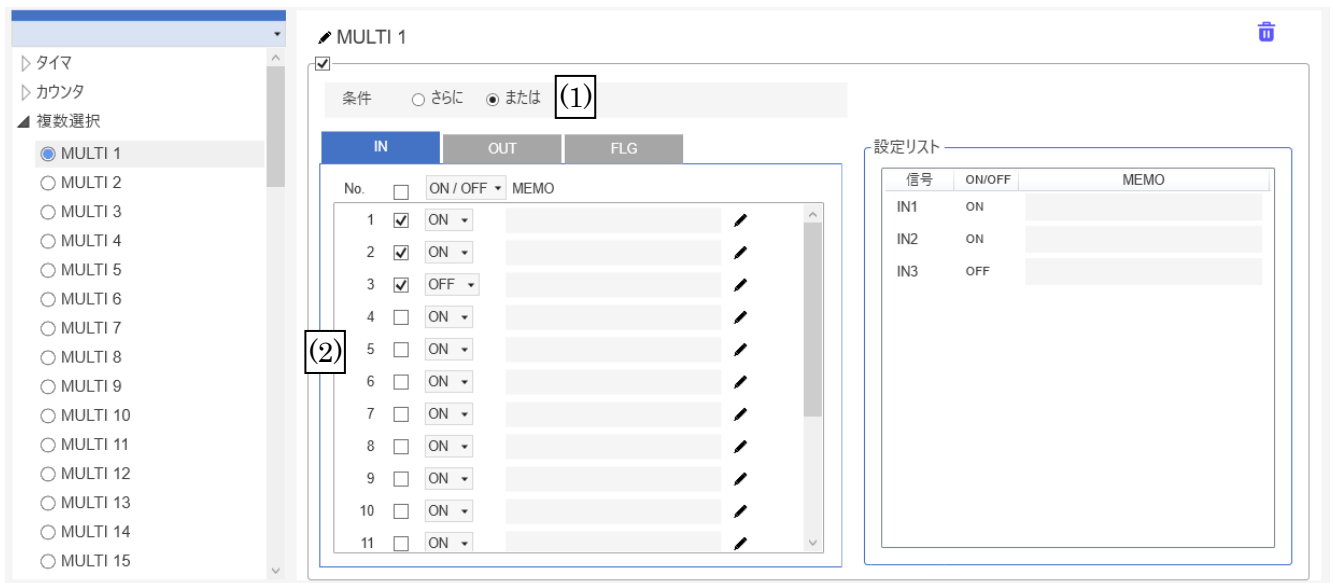 MULTI 1
タイマ
カウンタ
複数選択
MULTI 1
MULTI 2
MULTI 3
MULTI 4
MULTI 5
MULTI 6
MULTI 7
MULTI 8
MULTI 9
MULTI 10
MULTI 11
MULTI 12
MULTI 13
MULTI 14
MULTI 15
条件 さらに または (1)
IN OUT FLG
No. ON / OFF MEMO
1 ON
2 ON
3 OFF
4 ON
(2)
5 ON
6 ON
7 ON
8 ON
9 ON
10 ON
11 ON
設定リスト
信号 ON/OFF MEMO
IN1 ON
IN2 ON
IN3 OFF